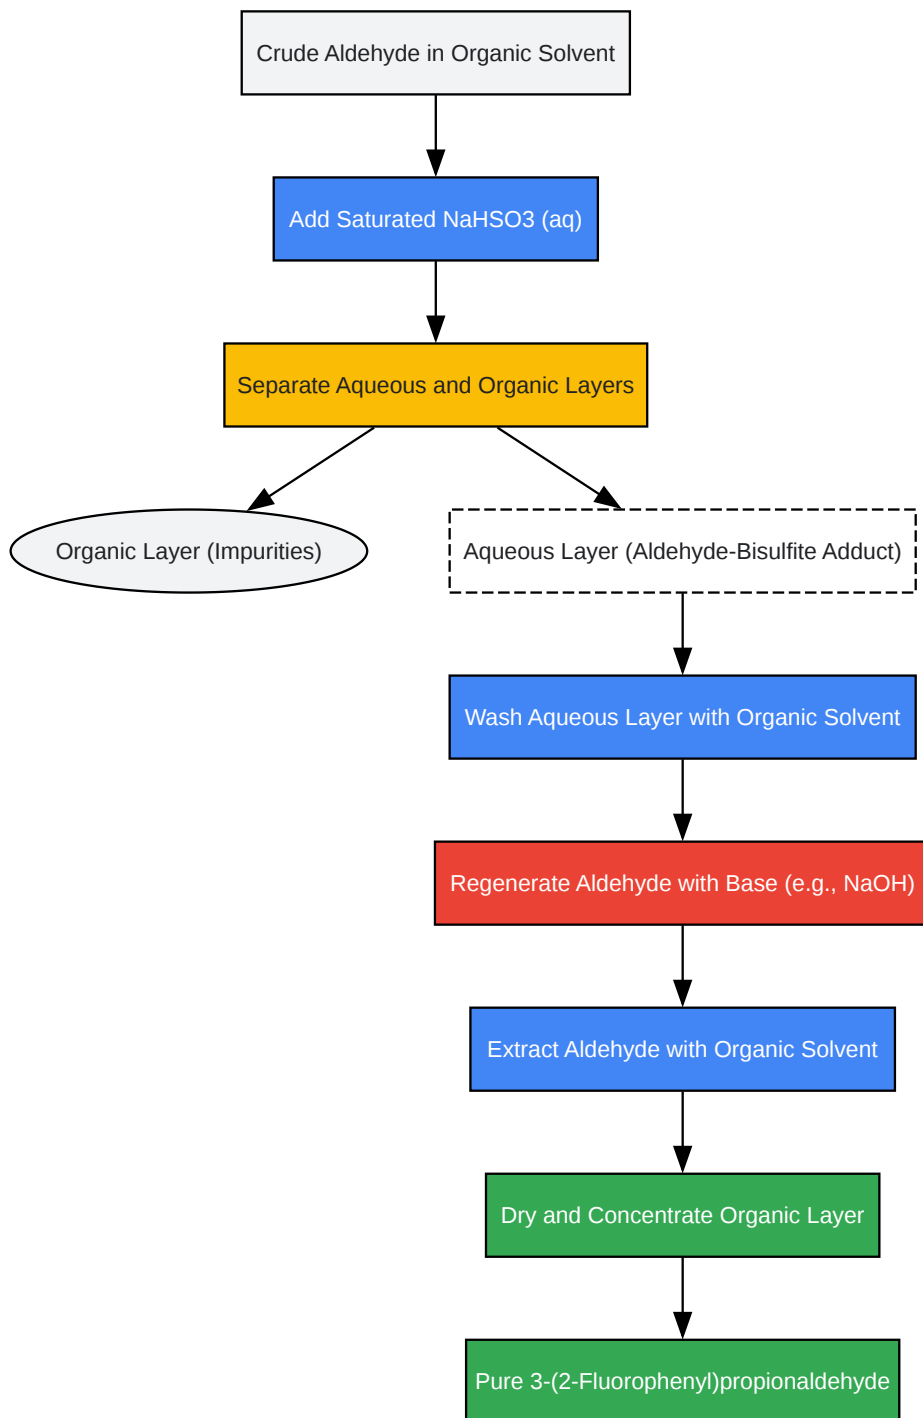 Crude Aldehyde in Organic Solvent
Add Saturated NaHSO3 (aq)
Separate Aqueous and Organic Layers
Organic Layer (Impurities)
Aqueous Layer (Aldehyde-Bisulfite Adduct)
Wash Aqueous Layer with Organic Solvent
Regenerate Aldehyde with Base (e.g., NaOH)
Extract Aldehyde with Organic Solvent
Dry and Concentrate Organic Layer
Pure 3-(2-Fluorophenyl)propionaldehyde